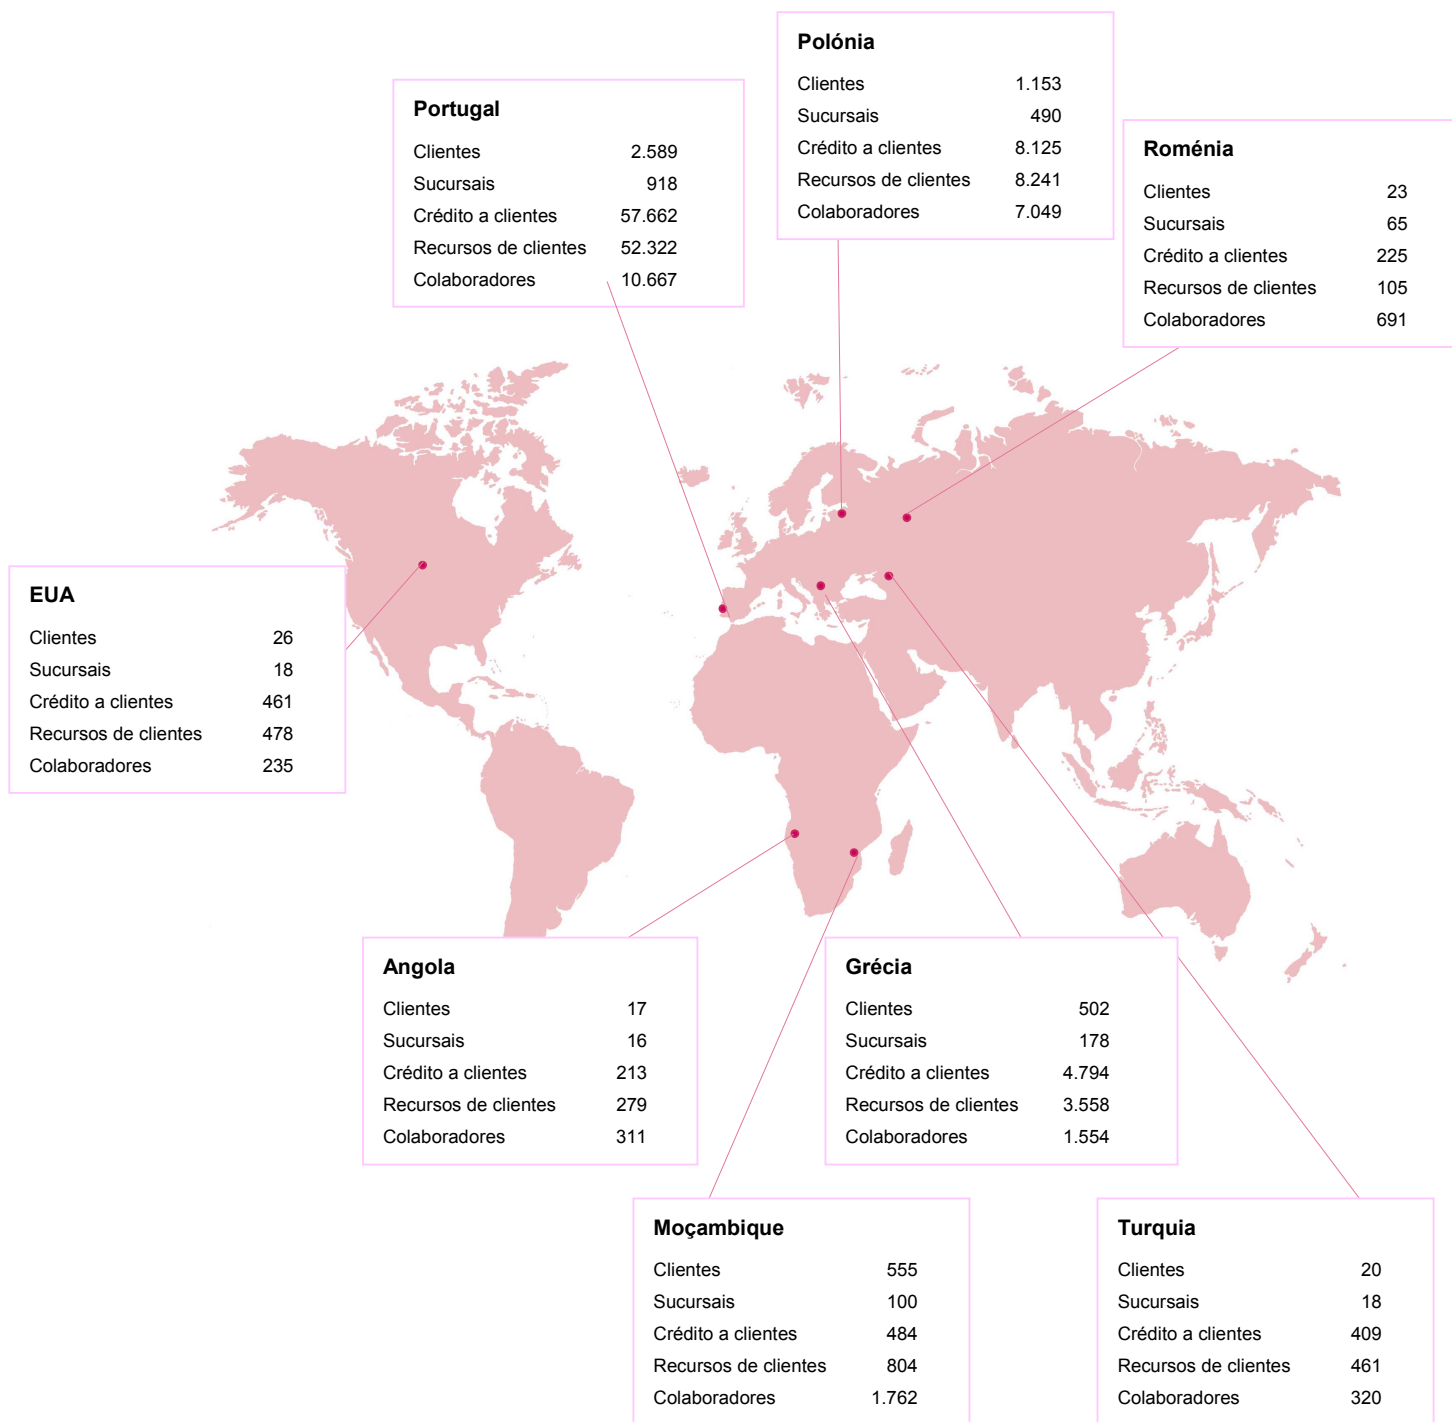 Polónia
Clientes 1.153
Sucursais 490
Crédito a clientes 8.125
Recursos de clientes 8.241
Colaboradores 7.049
Portugal
Clientes 2.589
Sucursais 918
Crédito a clientes 57.662
Recursos de clientes 52.322
Colaboradores 10.667
Roménia
Clientes 23
Sucursais 65
Crédito a clientes 225
Recursos de clientes 105
Colaboradores 691
EUA
Clientes 26
Sucursais 18
Crédito a clientes 461
Recursos de clientes 478
Colaboradores 235
Angola
Clientes 17
Sucursais 16
Crédito a clientes 213
Recursos de clientes 279
Colaboradores 311
Grécia
Clientes 502
Sucursais 178
Crédito a clientes 4.794
Recursos de clientes 3.558
Colaboradores 1.554
Moçambique
Clientes 555
Sucursais 100
Crédito a clientes 484
Recursos de clientes 804
Colaboradores 1.762
Turquia
Clientes 20
Sucursais 18
Crédito a clientes 409
Recursos de clientes 461
Colaboradores 320